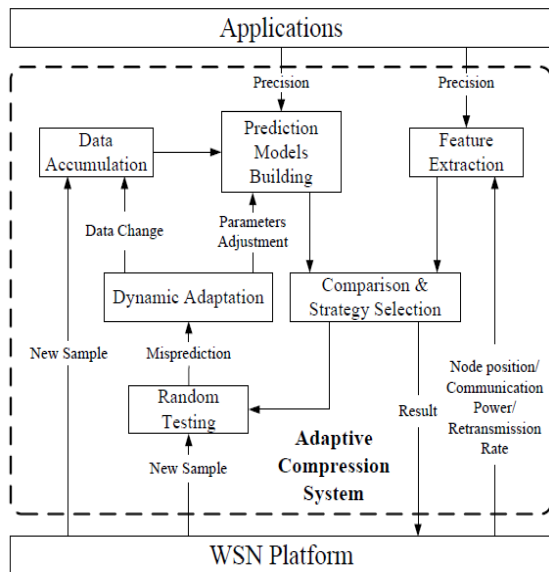 Applications
Precision
Precision
Data
Accumulation
Prediction
Models
Building
Feature
Extraction
Data Change
Parameters
Adjustment
Dynamic Adaptation
Comparison &
Strategy Selection
New Sample
Misprediction
Random
Testing
Result
Node position/
Communication
Power/
Retransmission
Rate
New Sample
Adaptive
Compression
System
WSN Platform